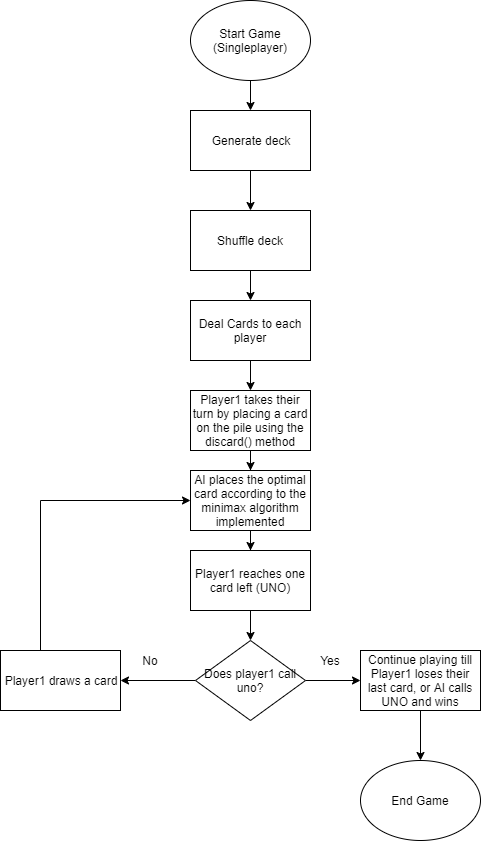 Start Game
(Singleplayer)
Generate deck
Shuffle deck
Deal Cards to each
player
Player1 takes their
turn by placing a card
on the pile using the
discard() method
AI places the optimal
card according to the
minimax algorithm
implemented
Player1 reaches one
card left (UNO)
Does player1 call
uno?
No
Yes
Player1 draws a card
Continue playing till
Player1 loses their
last card, or AI calls
UNO and wins
End Game